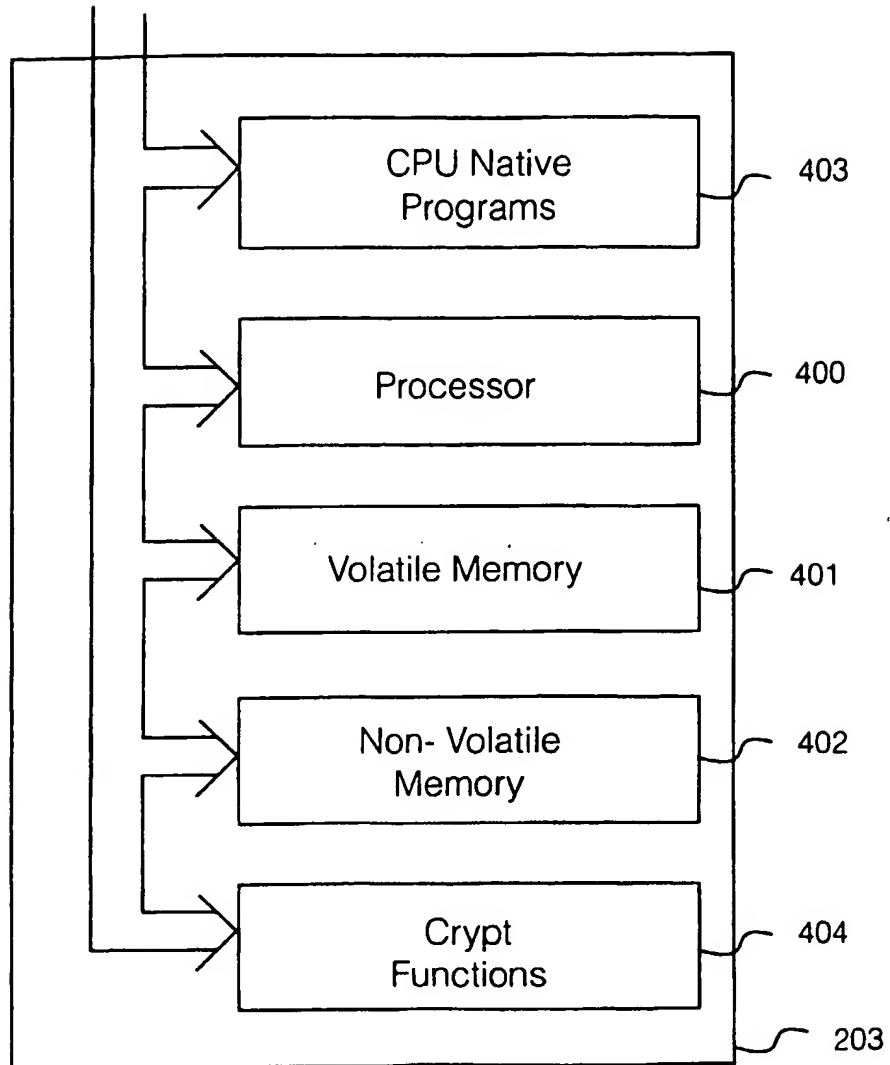 CPU Native
Programs
403
Processor
400
Volatile Memory
401
Non- Volatile
Memory
402
Crypt
Functions
404
203